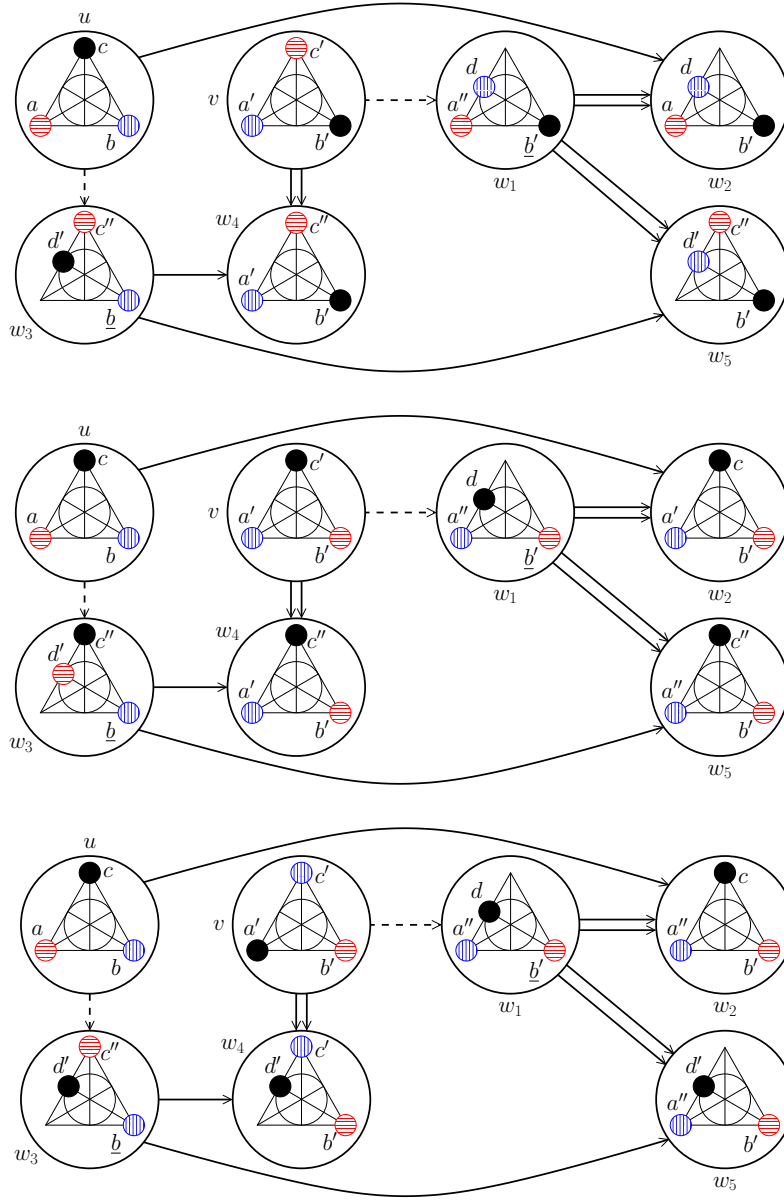 u
c c′
d d
a b v a′ b′ a″ b̲′ a b′
w₁ w₂
w₄
d′ c″ c″ d′ c″
b̲ a′ b′ b′
w₃ w₅
u
c c′ d c
a b v a′ b′ a″ b̲′ a′ b′
w₁ w₂
w₄
d′ c″ c″ c″
b̲ a′ b′ a″ b′
w₃ w₅
u
c c′ d c
a b v a′ b′ a″ b̲′ a″ b′
w₁ w₂
w₄
c″ c′
d′ d′ d′
b̲ b′ a″ b′
w₃ w₅